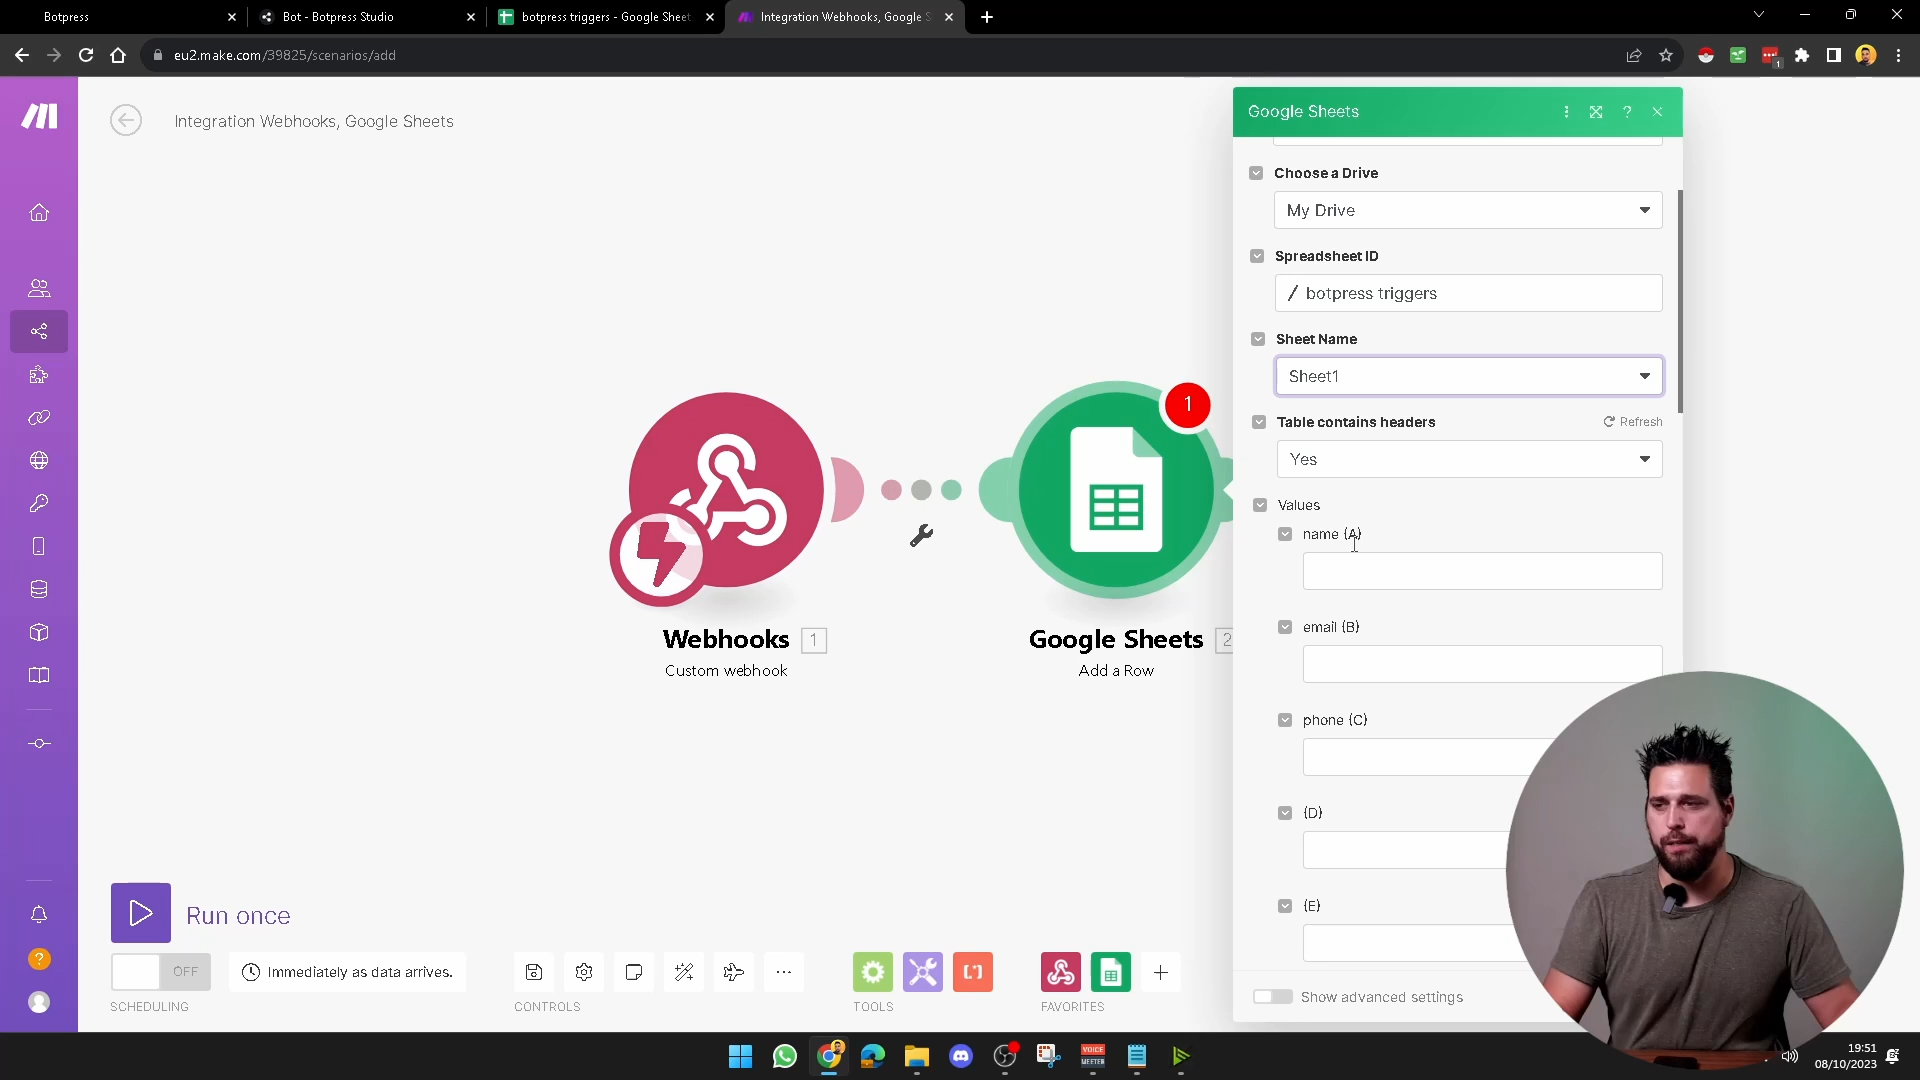 Botpress
Bot - Botpress Studio
botpress triggers - Google Sheet
Integration Webhooks, Google S
eu2.make.com/39825/scenarios/add
1
Integration Webhooks, Google Sheets
Google Sheets
?
Choose a Drive
My Drive
Spreadsheet ID
/ botpress triggers
Sheet Name
Sheet1
Table contains headers
Refresh
Yes
Values
name (A)
email (B)
phone (C)
(D)
(E)
Show advanced settings
1
Webhooks 1
Custom webhook
Google Sheets 2
Add a Row
Run once
OFF
Immediately as data arrives.
SCHEDULING
CONTROLS
TOOLS
FAVORITES
?
VOICE
MEETER
19:51
08/10/2023